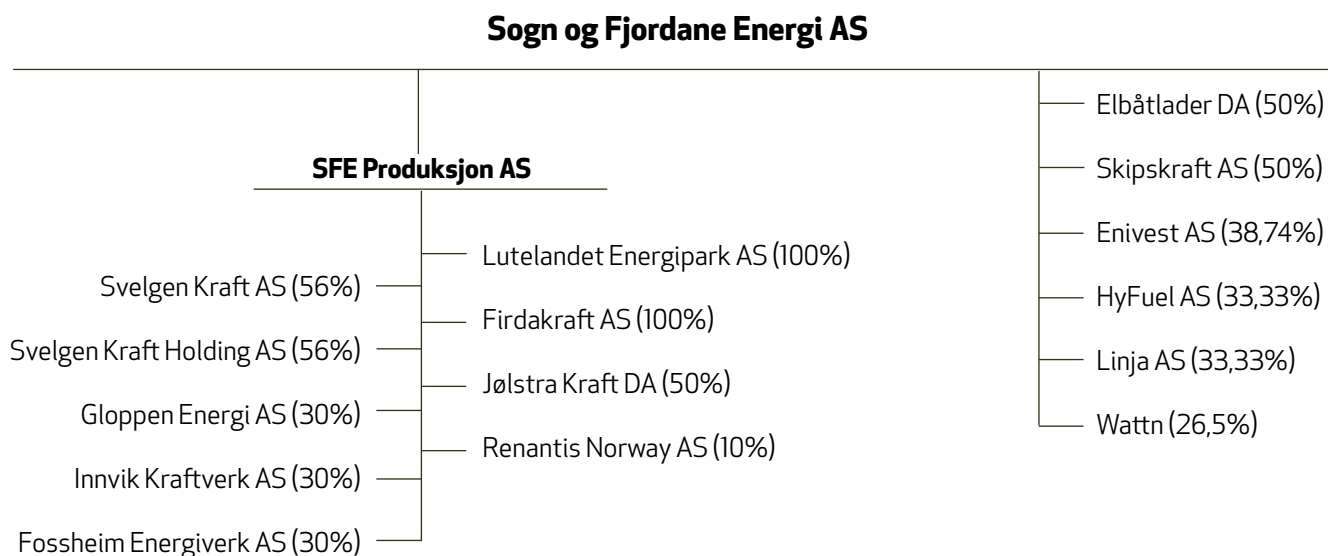 Sogn og Fjordane Energi AS
SFE Produksjon AS
Svelgen Kraft AS (56%)
Svelgen Kraft Holding AS (56%)
Gloppen Energi AS (30%)
Innvik Kraftverk AS (30%)
Fossheim Energiverk AS (30%)
Lutelandet Energipark AS (100%)
Firdakraft AS (100%)
Jølstra Kraft DA (50%)
Renantis Norway AS (10%)
Elbåtlader DA (50%)
Skipskraft AS (50%)
Enivest AS (38,74%)
HyFuel AS (33,33%)
Linja AS (33,33%)
Wattn (26,5%)